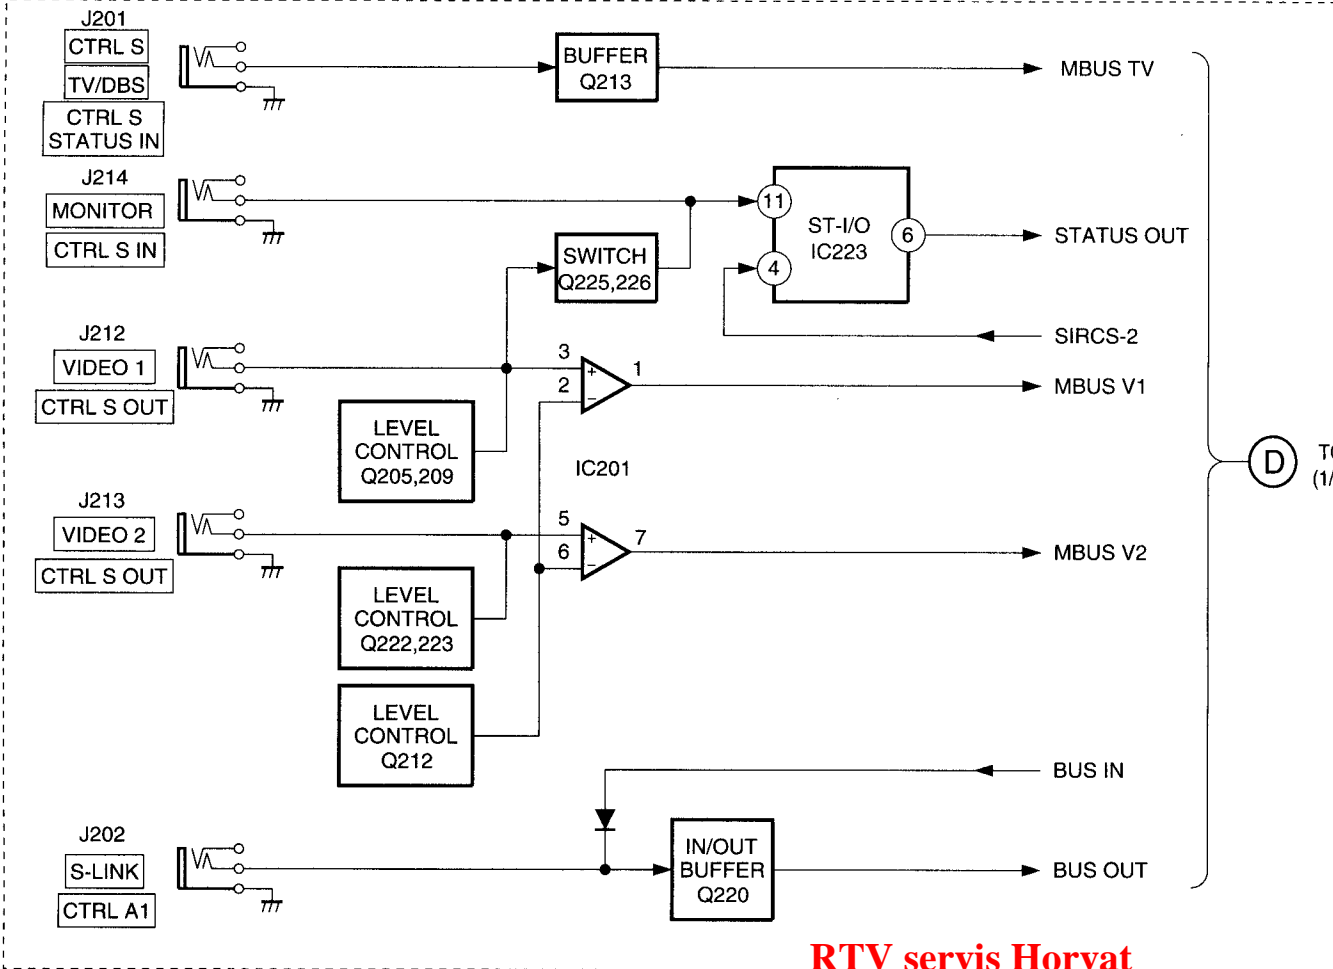 J201
CTRL S
TV/DBS
CTRL S
STATUS IN
BUFFER
Q213
MBUS TV
J214
MONITOR
CTRL S IN
11
4
ST-I/O
IC223
6
STATUS OUT
SWITCH
Q225,226
SIRCS-2
J212
VIDEO 1
CTRL S OUT
3
2
+
−
1
MBUS V1
LEVEL
CONTROL
Q205,209
IC201
D
J213
VIDEO 2
CTRL S OUT
5
6
+
−
7
MBUS V2
LEVEL
CONTROL
Q222,223
LEVEL
CONTROL
Q212
BUS IN
J202
S-LINK
CTRL A1
IN/OUT
BUFFER
Q220
BUS OUT
RTV servis Horvat